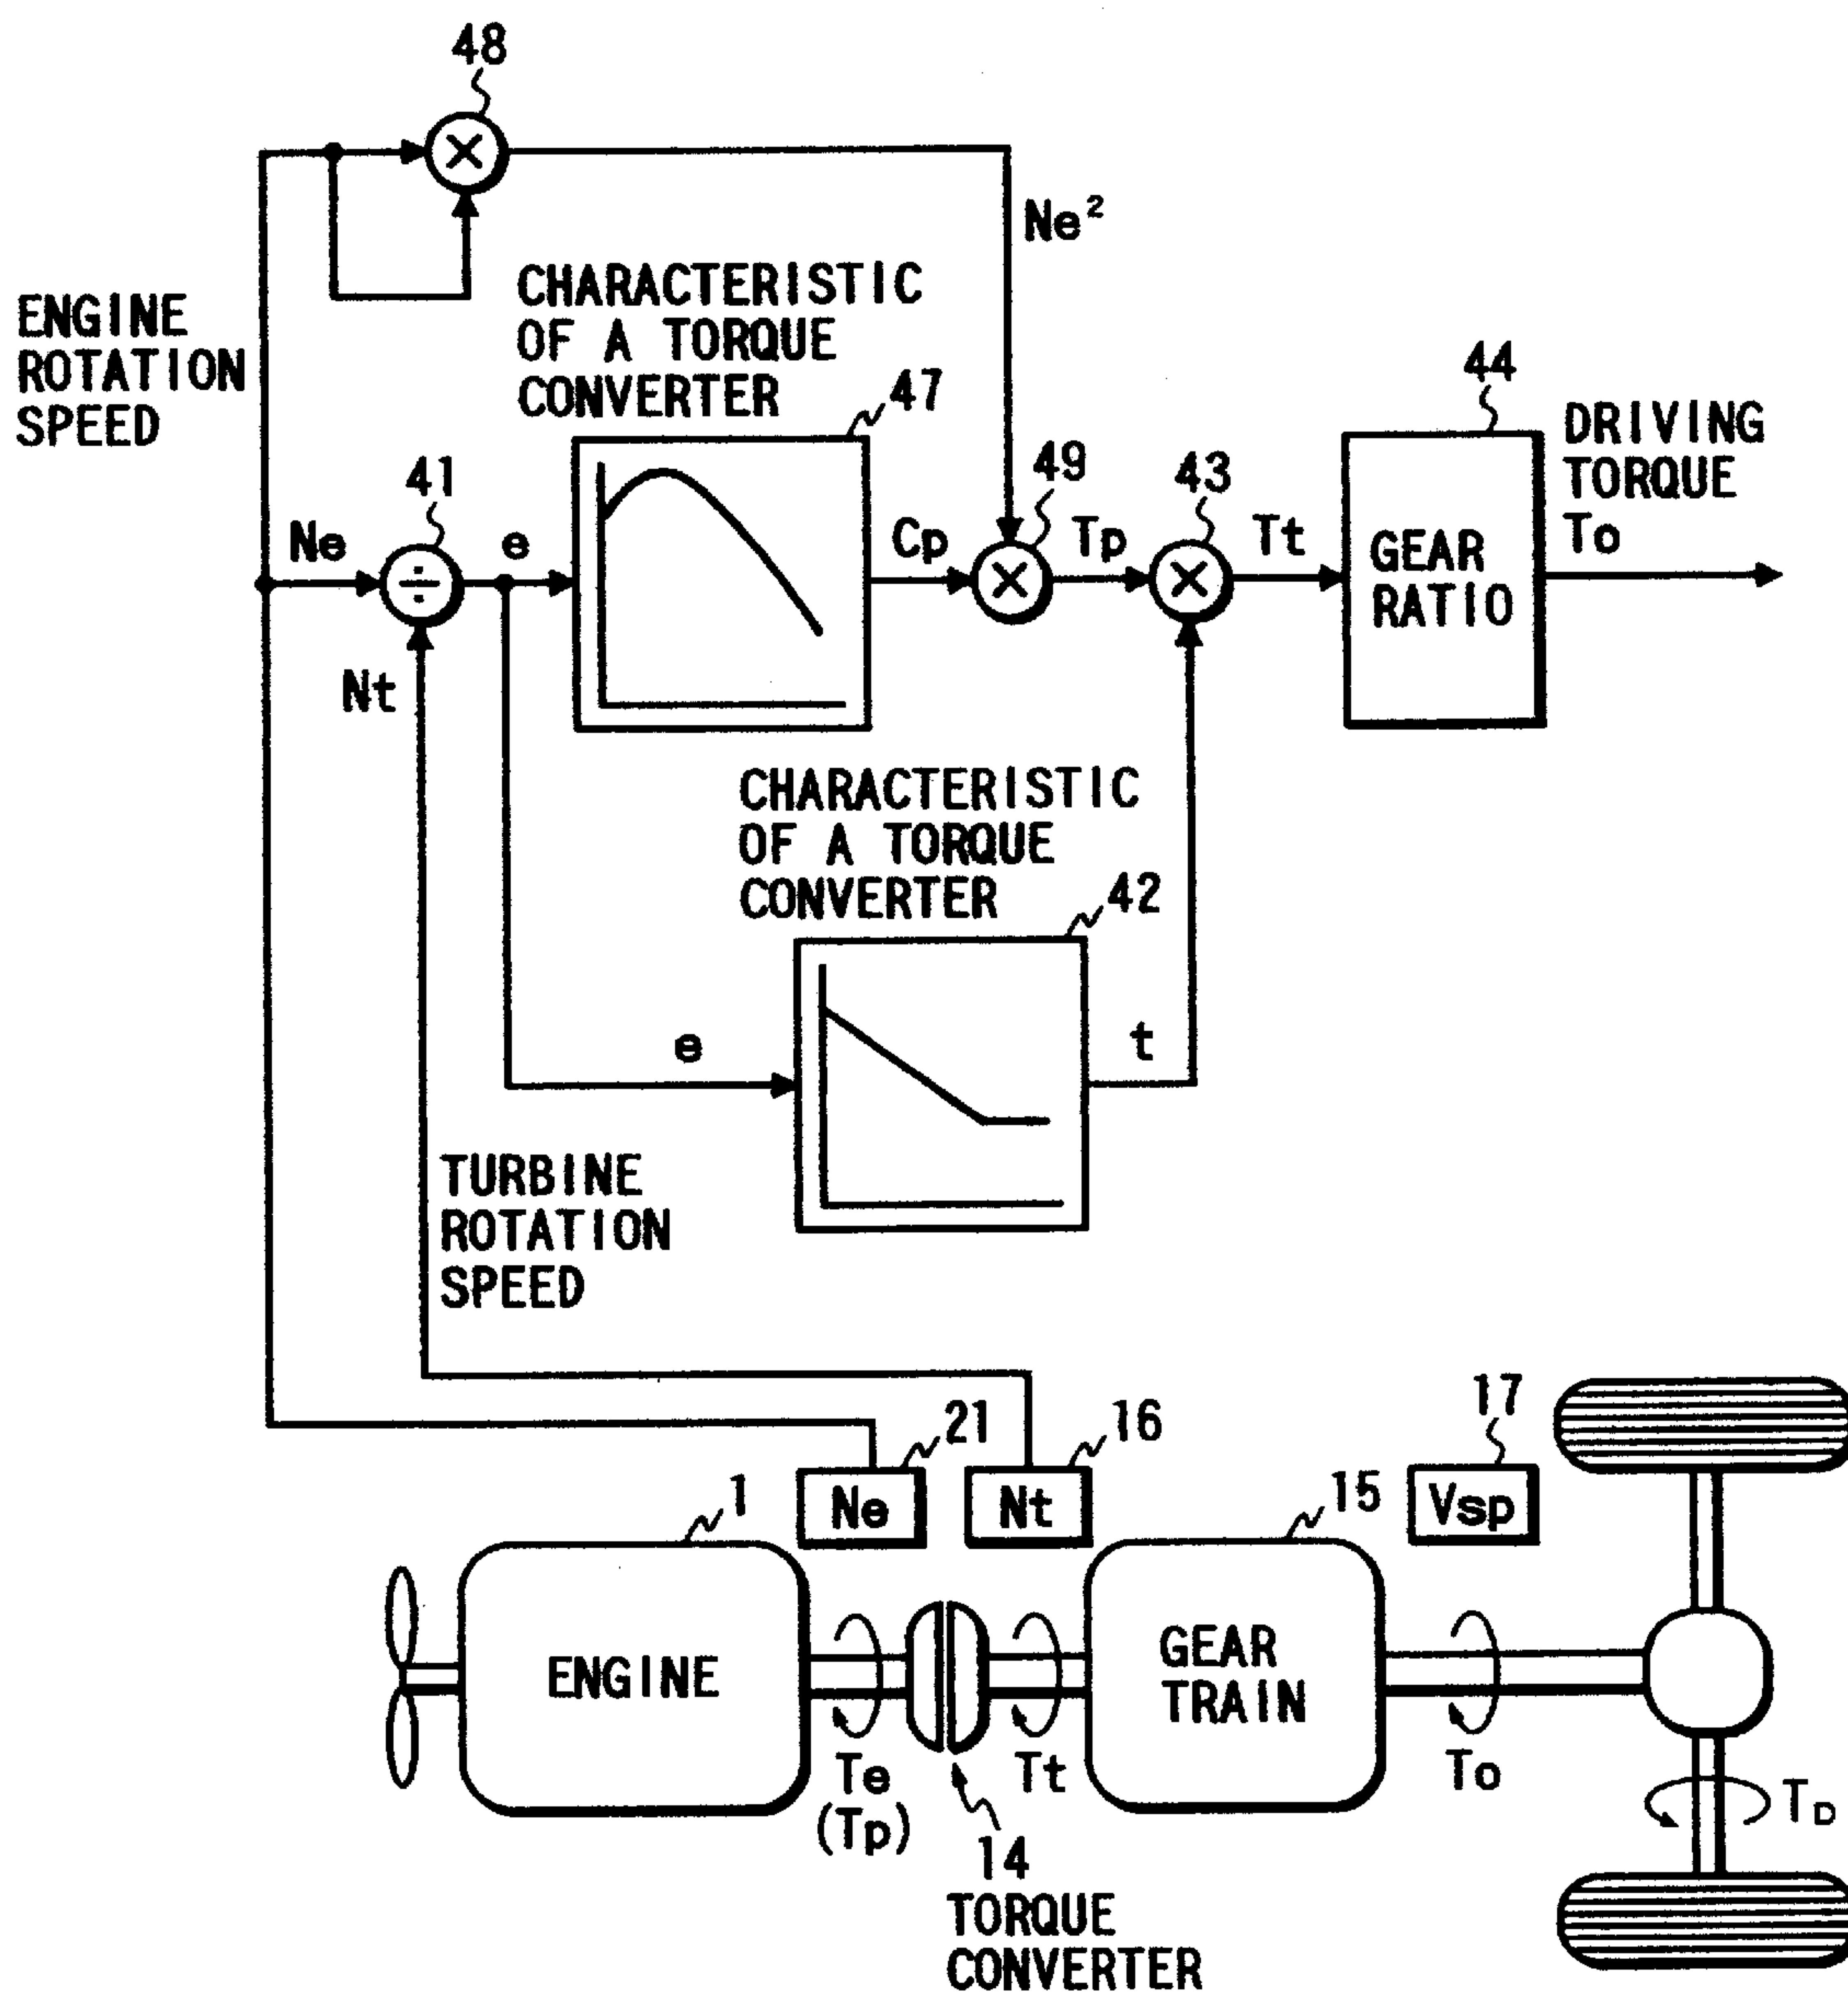 48
Ne²
ENGINE
ROTATION
SPEED
CHARACTERISTIC
OF A TORQUE
CONVERTER
47
44
DRIVING
TORQUE
To
41
49
43
Ne
e
Cp
Tp
Tt
GEAR
RATIO
Nt
CHARACTERISTIC
OF A TORQUE
CONVERTER
42
e
t
TURBINE
ROTATION
SPEED
21
16
17
1
Ne
Nt
15
Vsp
ENGINE
GEAR
TRAIN
Te
(Tp)
Tt
To
TD
14
TORQUE
CONVERTER